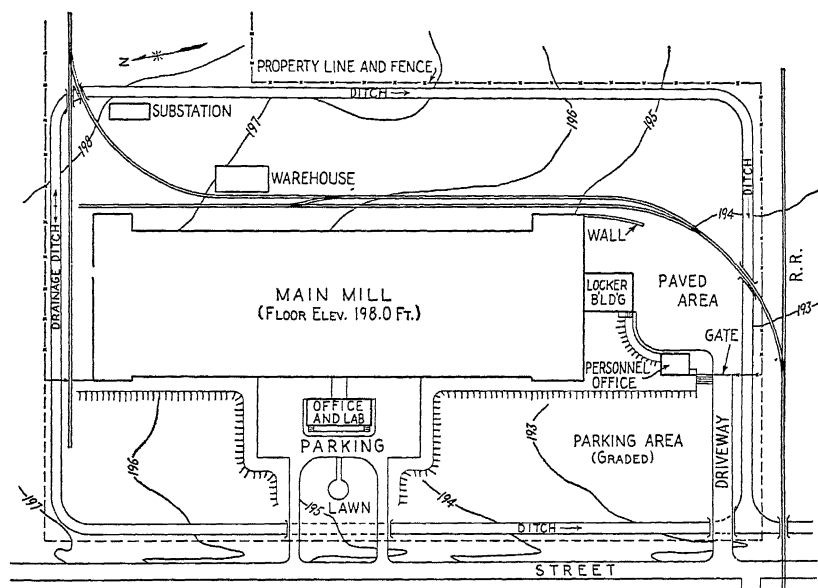 N
PROPERTY LINE AND FENCE
DITCH
SUBSTATION
197
196
195
198
WAREHOUSE
DITCH
194
WALL
DRAINAGE DITCH
MAIN MILL
(FLOOR ELEV. 198.0 FT.)
LOCKER
B'LD'G
PAVED
AREA
R.R.
193
GATE
PERSONNEL
OFFICE
OFFICE
AND LAB
PARKING
193
PARKING AREA
(GRADED)
DRIVEWAY
196
197
195
LAWN
194
DITCH
STREET